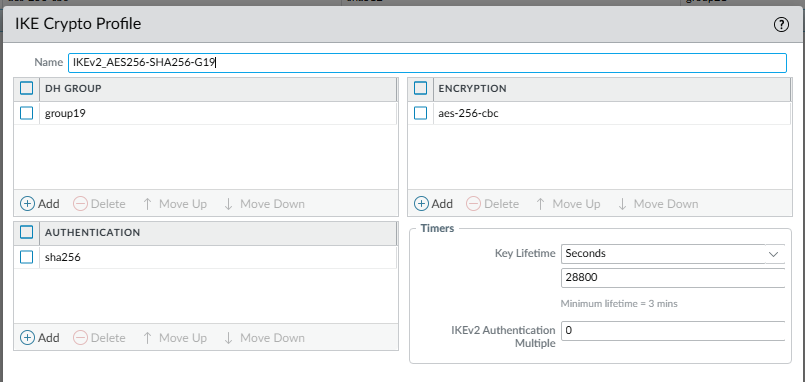 IKE Crypto Profile
Name IKEv2_AES256-SHA256-G19
DH GROUP
group19
Add Delete Move Up Move Down
ENCRYPTION
aes-256-cbc
Add Delete Move Up Move Down
AUTHENTICATION
sha256
Add Delete Move Up Move Down
Timers
Key Lifetime Seconds
28800
Minimum lifetime = 3 mins
IKEv2 Authentication 0
Multiple